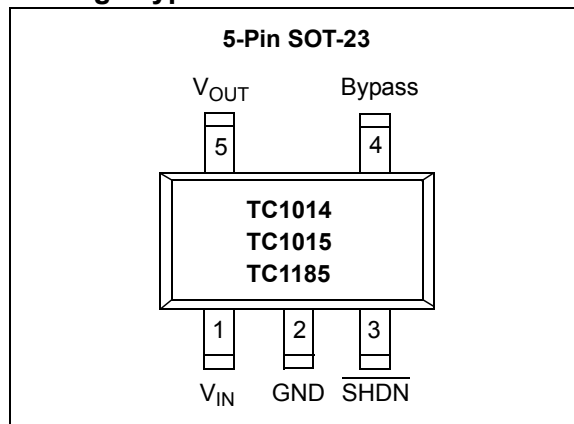 5-Pin SOT-23
VOUT Bypass
5 4
TC1014
TC1015
TC1185
1 2 3
VIN GND SHDN